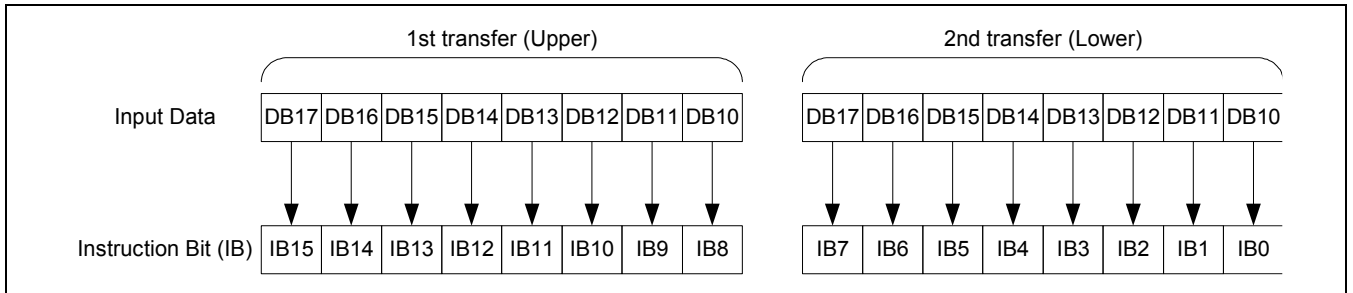 1st transfer (Upper) 2nd transfer (Lower)
Input Data DB17 DB16 DB15 DB14 DB13 DB12 DB11 DB10 DB17 DB16 DB15 DB14 DB13 DB12 DB11 DB10
Instruction Bit (IB) IB15 IB14 IB13 IB12 IB11 IB10 IB9 IB8 IB7 IB6 IB5 IB4 IB3 IB2 IB1 IB0